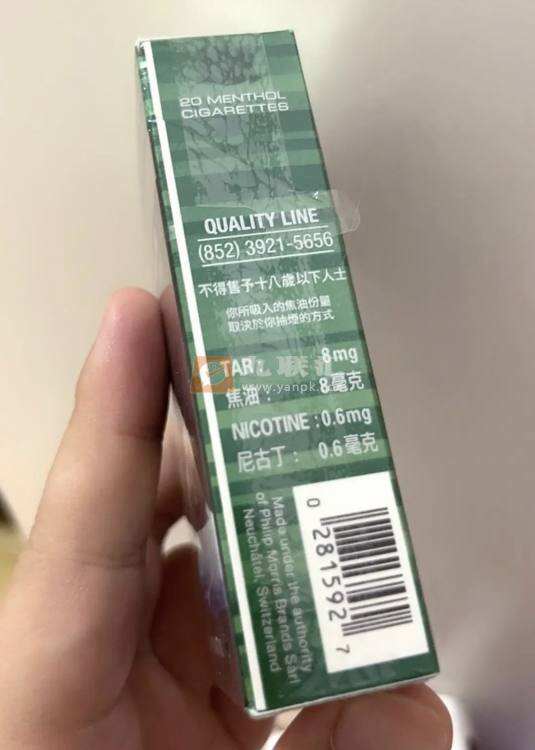 20 MENTHOL
CIGARETTES
QUALITY LINE
(852) 3921-5656
不得售予十八歲以下人士
你所吸入的焦油份量
取決於你抽煙的方式
TAR: 8mg
焦油： 8毫克
NICOTINE : 0.6mg
尼古丁： 0.6毫克
Made under the authority
of Philip Morris Brands Sàrl
Neuchâtel, Switzerland
0 281592 7
联
www.yanpk.